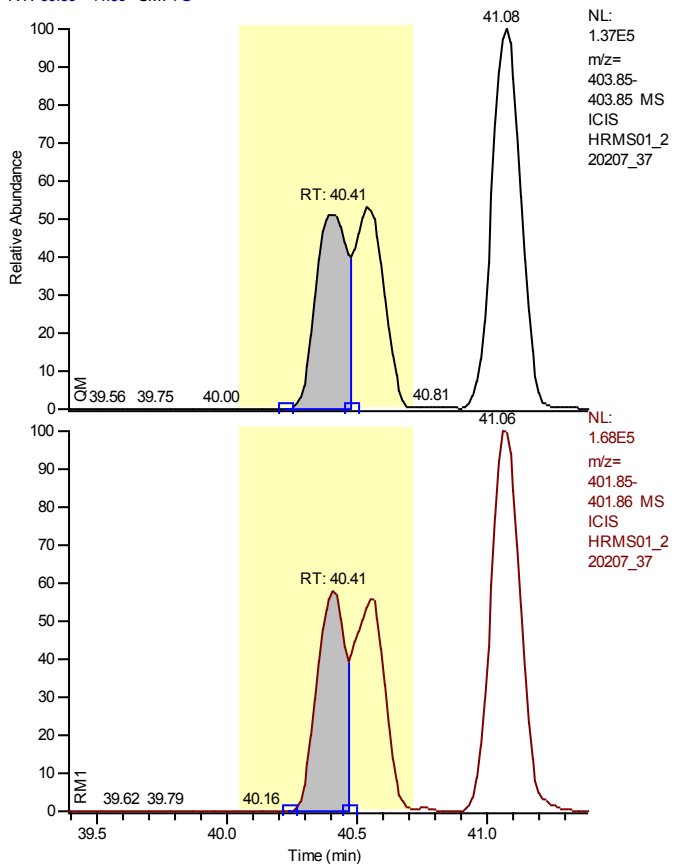 41.08
NL:
1.37E5
m/z=
403.85-
403.85 MS
ICIS
HRMS01_2
20207_37
100
90
80
70
60
50
40
30
20
10
0
Relative Abundance
RT: 40.41
QM
39.56 39.75 40.00 40.81
41.06
NL:
1.68E5
m/z=
401.85-
401.86 MS
ICIS
HRMS01_2
20207_37
100
90
80
70
60
50
40
30
20
10
0
RT: 40.41
RM1
39.62 39.79 40.16
39.5 40.0 40.5 41.0
Time (min)